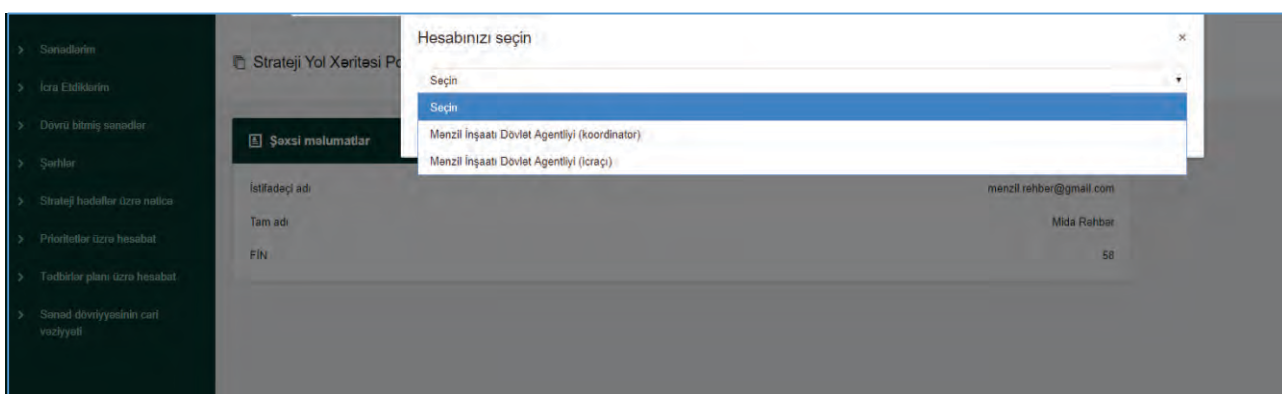 Sənədlərim
İcra Etdiklərim
Dövrü bitmiş sənədlər
Şərhlər
Strateji hədəflər üzrə nəticə
Prioritetlər üzrə hesabat
Tədbirlər planı üzrə hesabat
Sənəd dövriyyəsinin cari
vəziyyəti
Strateji Yol Xəritəsi Po
Hesabınızı seçin
×
Seçin
Seçin
Mənzil İnşaatı Dövlət Agentliyi (koordinator)
Mənzil İnşaatı Dövlət Agentliyi (icraçı)
Şəxsi məlumatlar
İstifadəçi adı
menzil.rehber@gmail.com
Tam adı
Mida Rəhbər
FİN
58